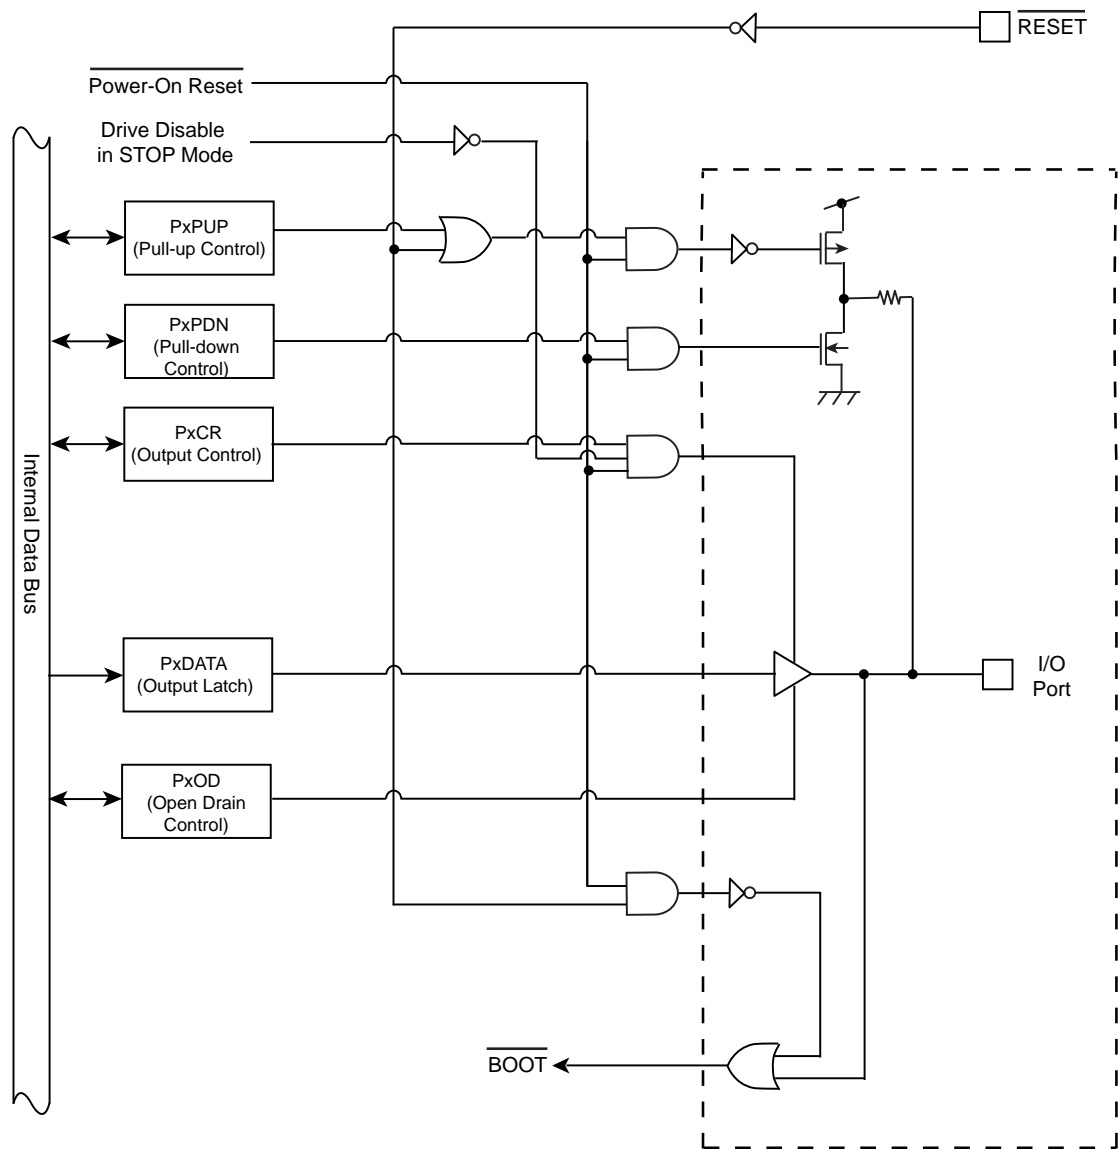 RESET
Power-On Reset
Drive Disable
in STOP Mode
PxPUP
(Pull-up Control)
PxPDN
(Pull-down
Control)
PxCR
(Output Control)
Internal Data Bus
PxDATA
(Output Latch)
I/O
Port
PxOD
(Open Drain
Control)
BOOT